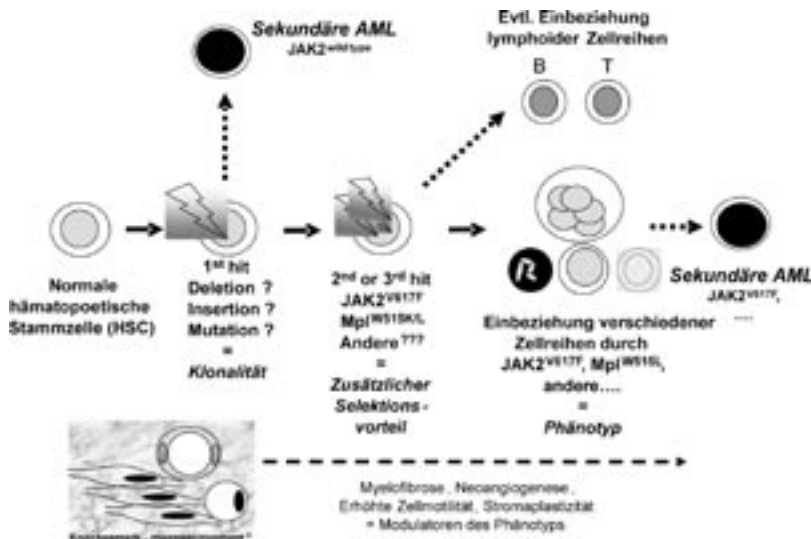 Sekundäre AML
JAK2wild type
Evtl. Einbeziehung
lymphoider Zellreihen
B T
Normale
hämatopoetische
Stammzelle (HSC)
1st hit
Deletion ?
Insertion ?
Mutation ?
=
Klonalität
2nd or 3rd hit
JAK2V617F
MplW515K/L
Andere ???
=
Zusätzlicher
Selektions-
vorteil
Einbeziehung verschiedener
Zellreihen durch
JAK2V617F, MplW515L,
andere....
=
Phänotyp
Sekundäre AML
JAK2V617F,
....
Myelofibrose, Neoangiogenese,
Erhöhte Zellmotilität, Stromaplastizität
= Modulatoren des Phänotyps